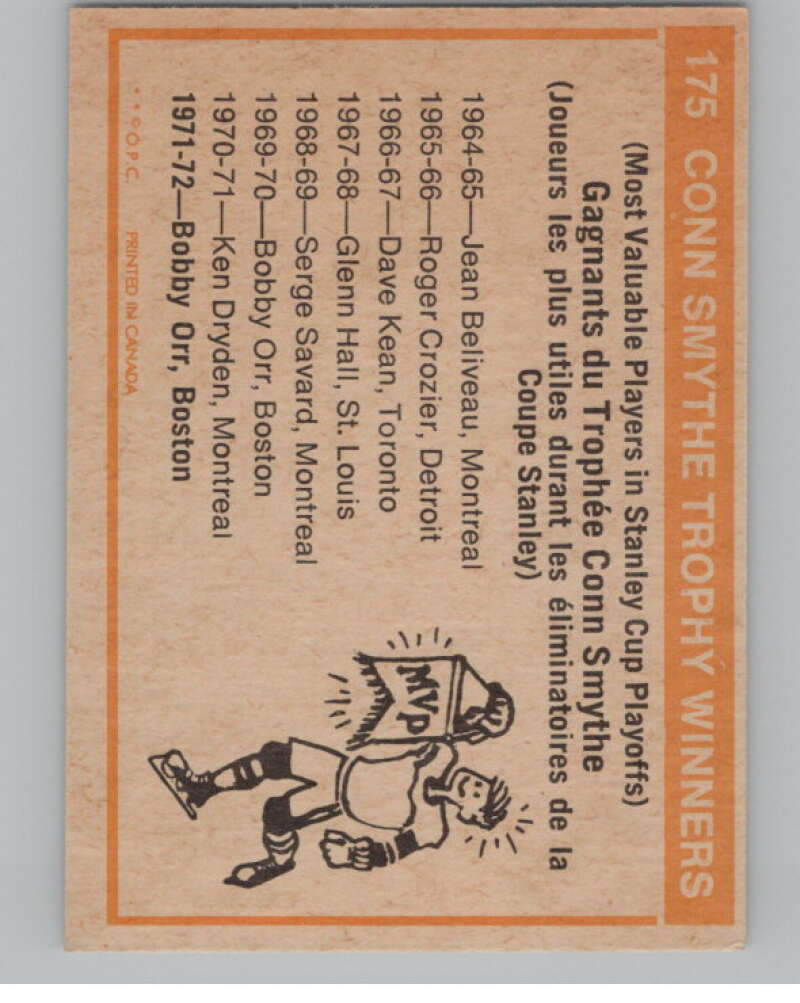 175 CONN SMYTHE TROPHY WINNERS
(Most Valuable Players in Stanley Cup Playoffs)
Gagnants du Trophée Conn Smythe
(Joueurs les plus utiles durant les éliminatoires de la
Coupe Stanley)
1964-65—Jean Beliveau, Montreal
1965-66—Roger Crozier, Detroit
1966-67—Dave Kean, Toronto
1967-68—Glenn Hall, St. Louis
1968-69—Serge Savard, Montreal
1969-70—Bobby Orr, Boston
1970-71—Ken Dryden, Montreal
1971-72—Bobby Orr, Boston
MVP
* * © O.P.C. PRINTED IN CANADA